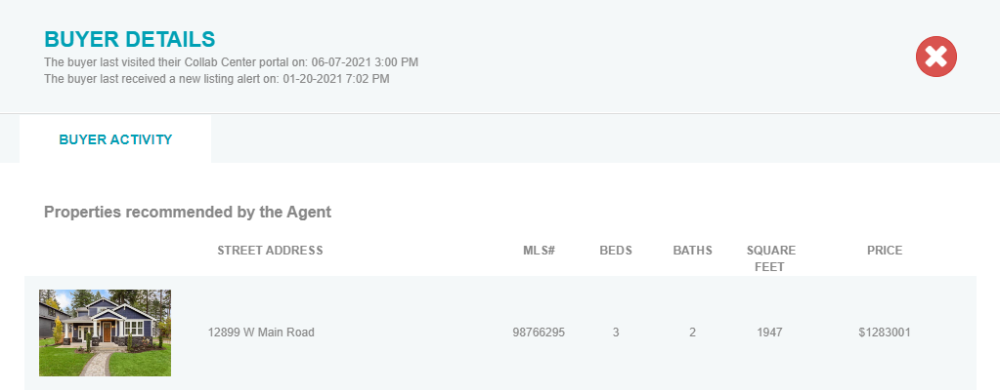 BUYER DETAILS
The buyer last visited their Collab Center portal on: 06-07-2021 3:00 PM
The buyer last received a new listing alert on: 01-20-2021 7:02 PM
BUYER ACTIVITY
Properties recommended by the Agent
STREET ADDRESS MLS# BEDS BATHS SQUARE FEET PRICE
12899 W Main Road 98766295 3 2 1947 $1283001